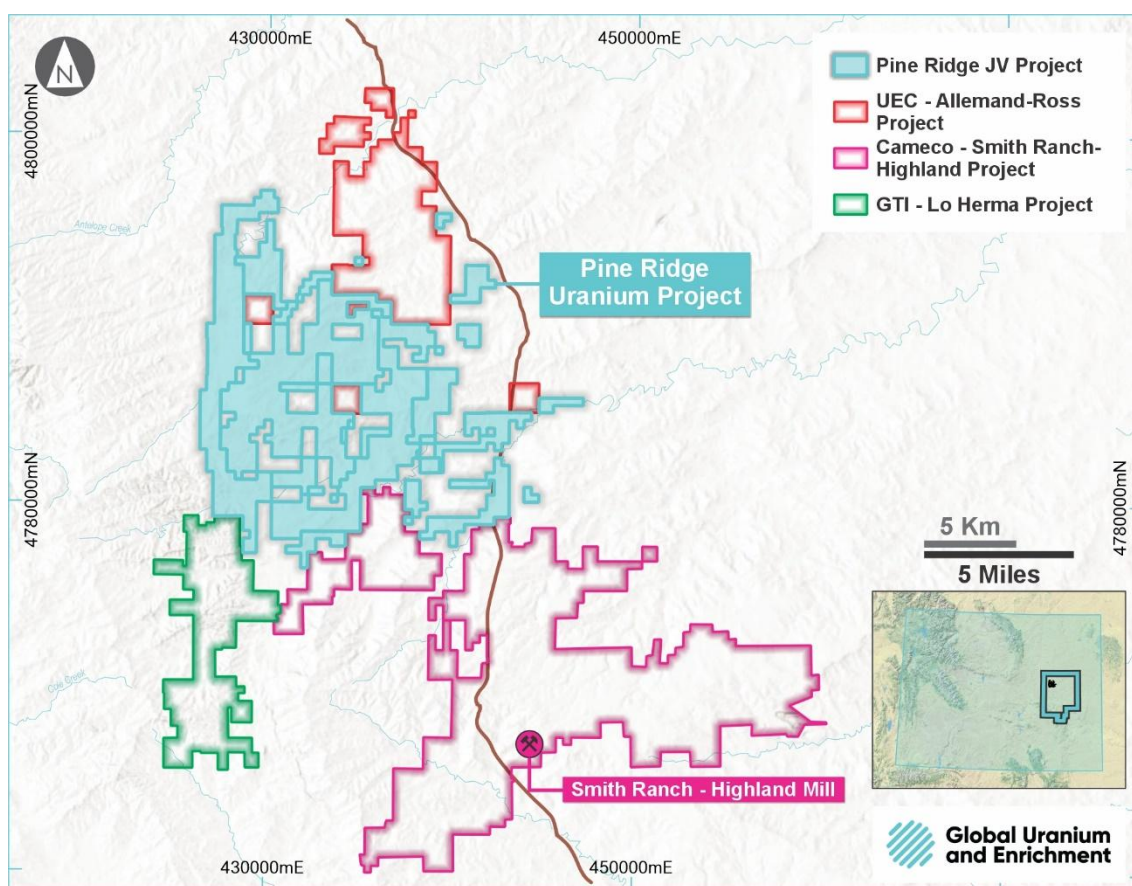 430000mE
450000mE
N
4800000mN
Pine Ridge JV Project
UEC - Allemand-Ross
Project
Cameco - Smith Ranch-
Highland Project
GTI - Lo Herma Project
Antelope Creek
Pine Ridge
Uranium Project
4780000mN
4780000mN
5 Km
5 Miles
Cole Creek
Smith Ranch - Highland Mill
430000mE
450000mE
Global Uranium
and Enrichment